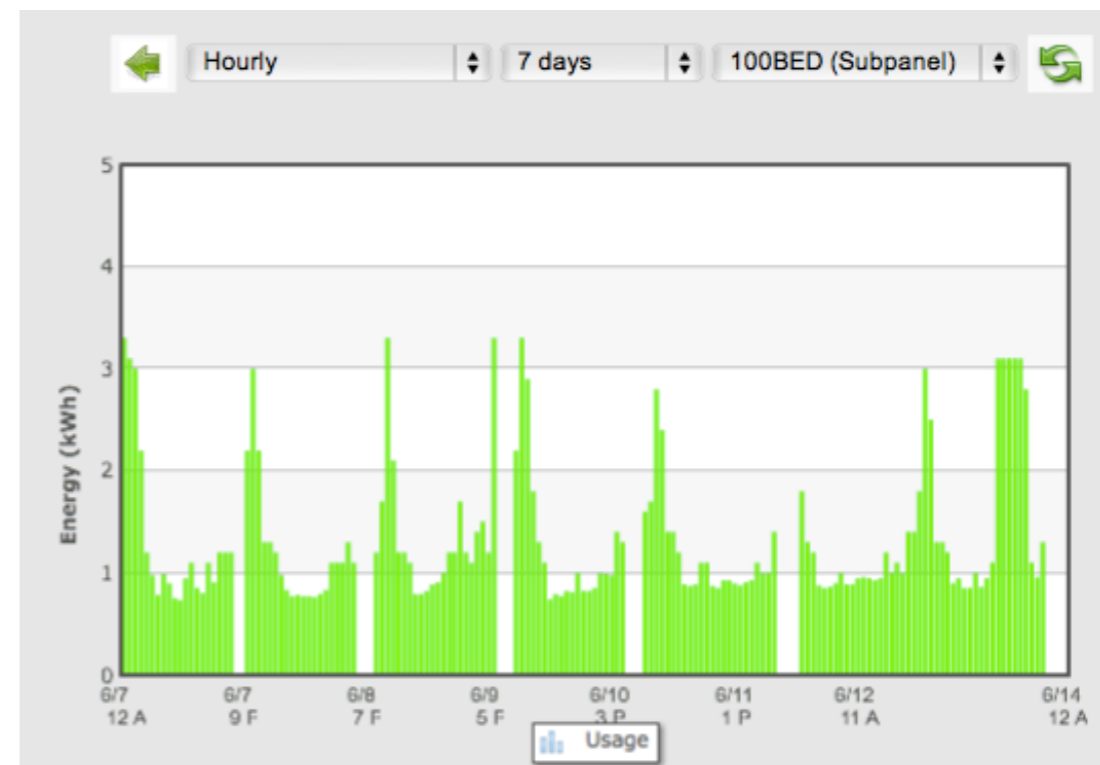 Hourly 7 days 100BED (Subpanel)
5
4
3
2
1
0
Energy (kWh)
6/7 6/7 6/8 6/9 6/10 6/11 6/12 6/14
12 A 9 F 7 F 5 F 3 P 1 P 11 A 12 A
Usage